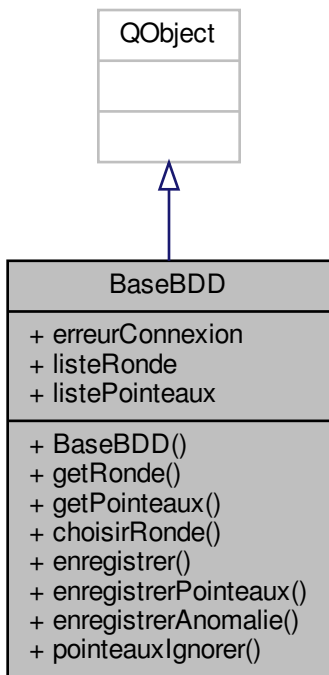 QObject
BaseBDD
+ erreurConnexion
+ listeRonde
+ listePointeaux
+ BaseBDD()
+ getRonde()
+ getPointeaux()
+ choisirRonde()
+ enregistrer()
+ enregistrerPointeaux()
+ enregistrerAnomalie()
+ pointeauxIgnorer()